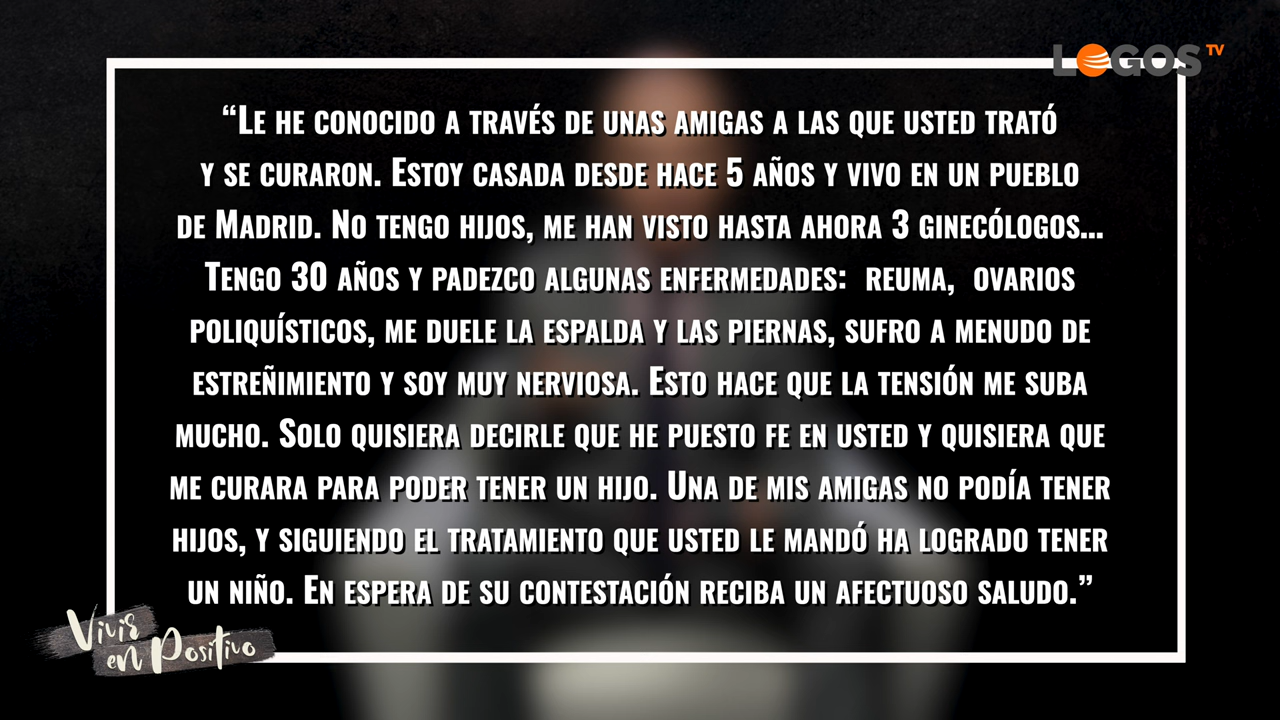 LOGOS TV
“Le he conocido a través de unas amigas a las que usted trató
y se curaron. Estoy casada desde hace 5 años y vivo en un pueblo
de Madrid. No tengo hijos, me han visto hasta ahora 3 ginecólogos...
Tengo 30 años y padezco algunas enfermedades: reuma, ovarios
poliquísticos, me duele la espalda y las piernas, sufro a menudo de
estreñimiento y soy muy nerviosa. Esto hace que la tensión me suba
mucho. Solo quisiera decirle que he puesto fe en usted y quisiera que
me curara para poder tener un hijo. Una de mis amigas no podía tener
hijos, y siguiendo el tratamiento que usted le mandó ha logrado tener
un niño. En espera de su contestación reciba un afectuoso saludo.”
Vivir
en Positivo